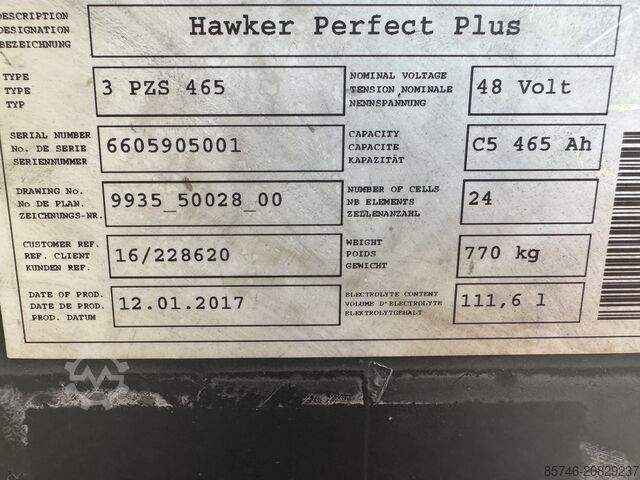 DESCRIPTION
DESIGNATION
BEZEICHNUNG
Hawker Perfect Plus
TYPE
TYPE
TYP
3 PZS 465
NOMINAL VOLTAGE
TENSION NOMINALE
NENNSPANNUNG
48 Volt
SERIAL NUMBER
No. DE SERIE
SERIENNUMMER
6605905001
CAPACITY
CAPACITE
KAPAZITÄT
C5 465 Ah
DRAWING No.
No DE PLAN.
ZEICHNUNGS-NR.
9935_50028_00
NUMBER OF CELLS
NB ELEMENTS
ZELLENANZAHL
24
CUSTOMER REF.
REF. CLIENT
KUNDEN REF.
16/228620
WEIGHT
POIDS
GEWICHT
770 kg
DATE OF PROD.
DATE DE PROD.
PROD. DATUM
12.01.2017
ELECTROLYTE CONTENT
VOLUME D'ELECTROLYTE
ELEKTROLYTGEHALT
111,6 l
85746-20829237